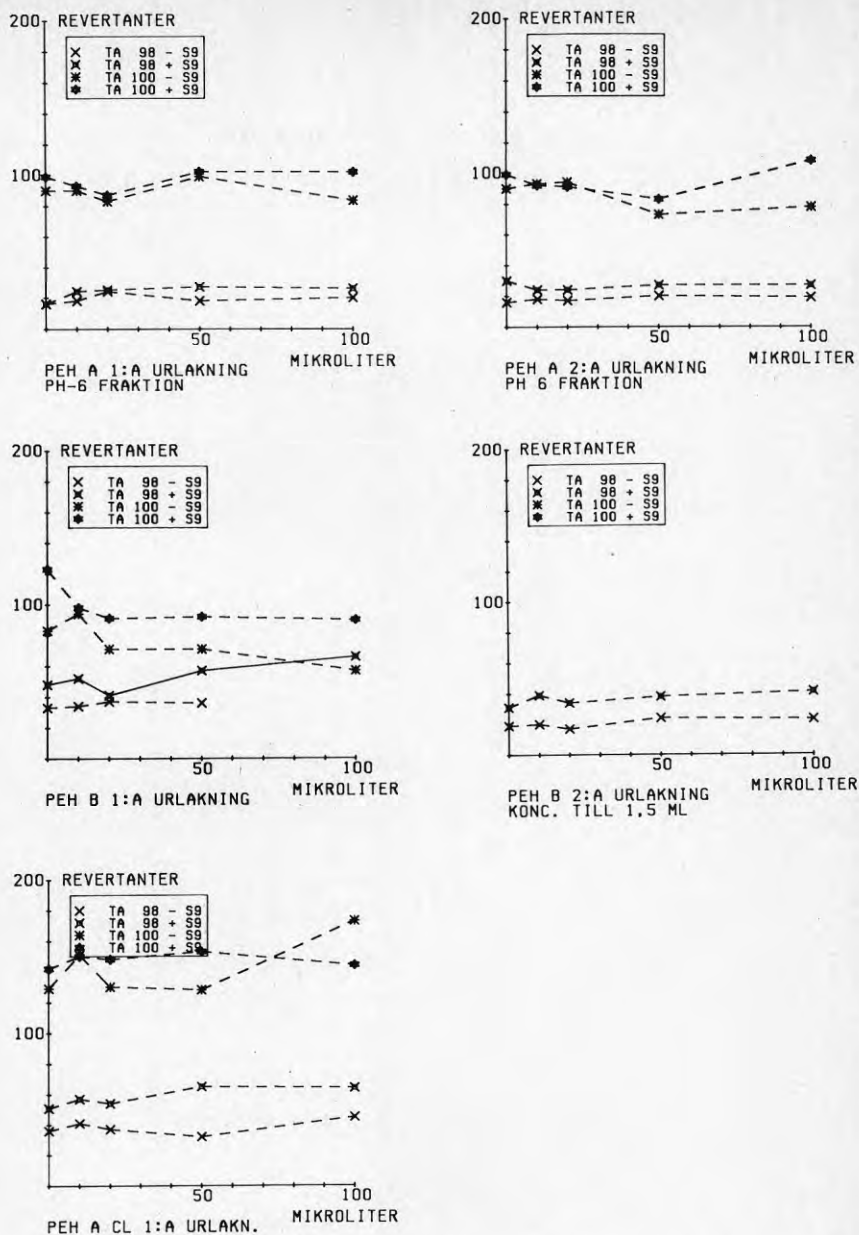 200 REVERTANTER
TA 98 - S9
TA 98 + S9
TA 100 - S9
TA 100 + S9
100
50 100
MIKROLITER
PEH A 1:A URLAKNING
PH-6 FRAKTION
200 REVERTANTER
TA 98 - S9
TA 98 + S9
TA 100 - S9
TA 100 + S9
100
50 100
MIKROLITER
PEH A 2:A URLAKNING
PH 6 FRAKTION
200 REVERTANTER
TA 98 - S9
TA 98 + S9
TA 100 - S9
TA 100 + S9
100
50 100
MIKROLITER
PEH B 1:A URLAKNING
200 REVERTANTER
TA 98 - S9
TA 98 + S9
TA 100 - S9
TA 100 + S9
100
50 100
MIKROLITER
PEH B 2:A URLAKNING
KONC. TILL 1,5 ML
200 REVERTANTER
TA 98 - S9
TA 98 + S9
TA 100 - S9
TA 100 + S9
100
50 100
MIKROLITER
PEH A CL 1:A URLAKN.